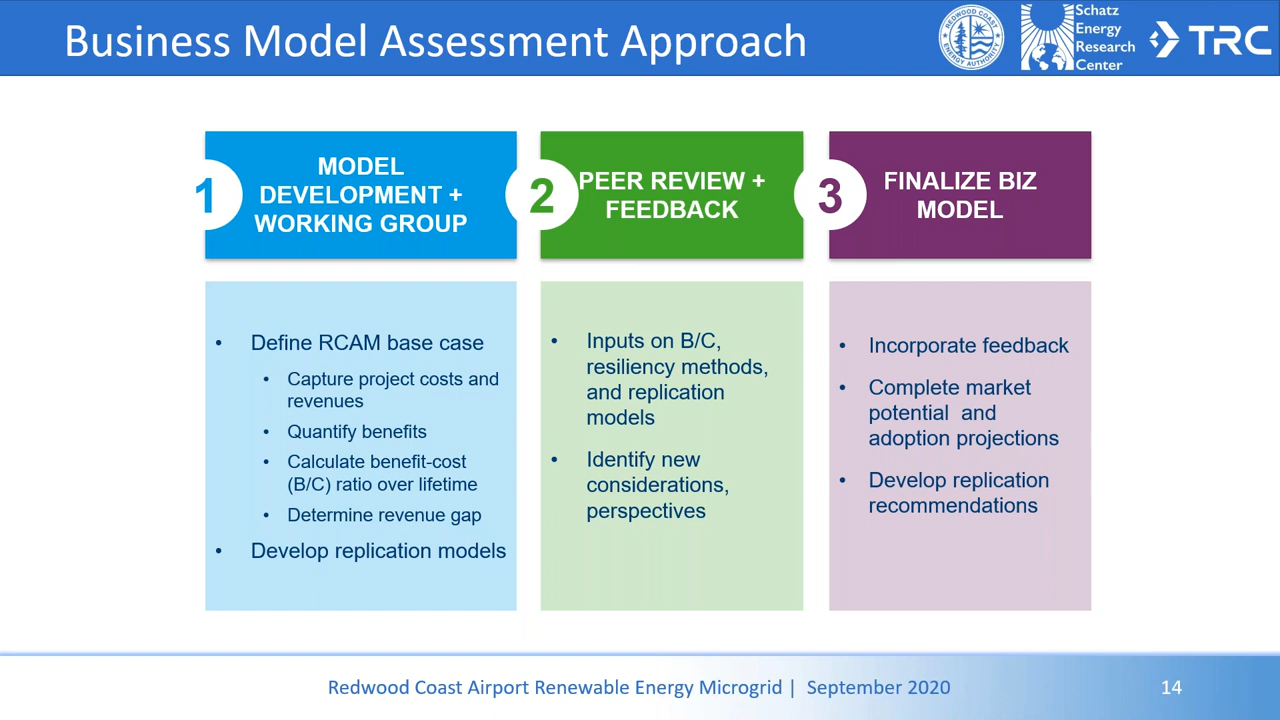 Business Model Assessment Approach
REDWOOD COAST
ENERGY AUTHORITY
Schatz
Energy
Research
Center
TRC
1
MODEL
DEVELOPMENT +
WORKING GROUP
2
PEER REVIEW +
FEEDBACK
3
FINALIZE BIZ
MODEL
• Define RCAM base case
• Capture project costs and
revenues
• Quantify benefits
• Calculate benefit-cost
(B/C) ratio over lifetime
• Determine revenue gap
• Develop replication models
• Inputs on B/C,
resiliency methods,
and replication
models
• Identify new
considerations,
perspectives
• Incorporate feedback
• Complete market
potential and
adoption projections
• Develop replication
recommendations
Redwood Coast Airport Renewable Energy Microgrid | September 2020
14